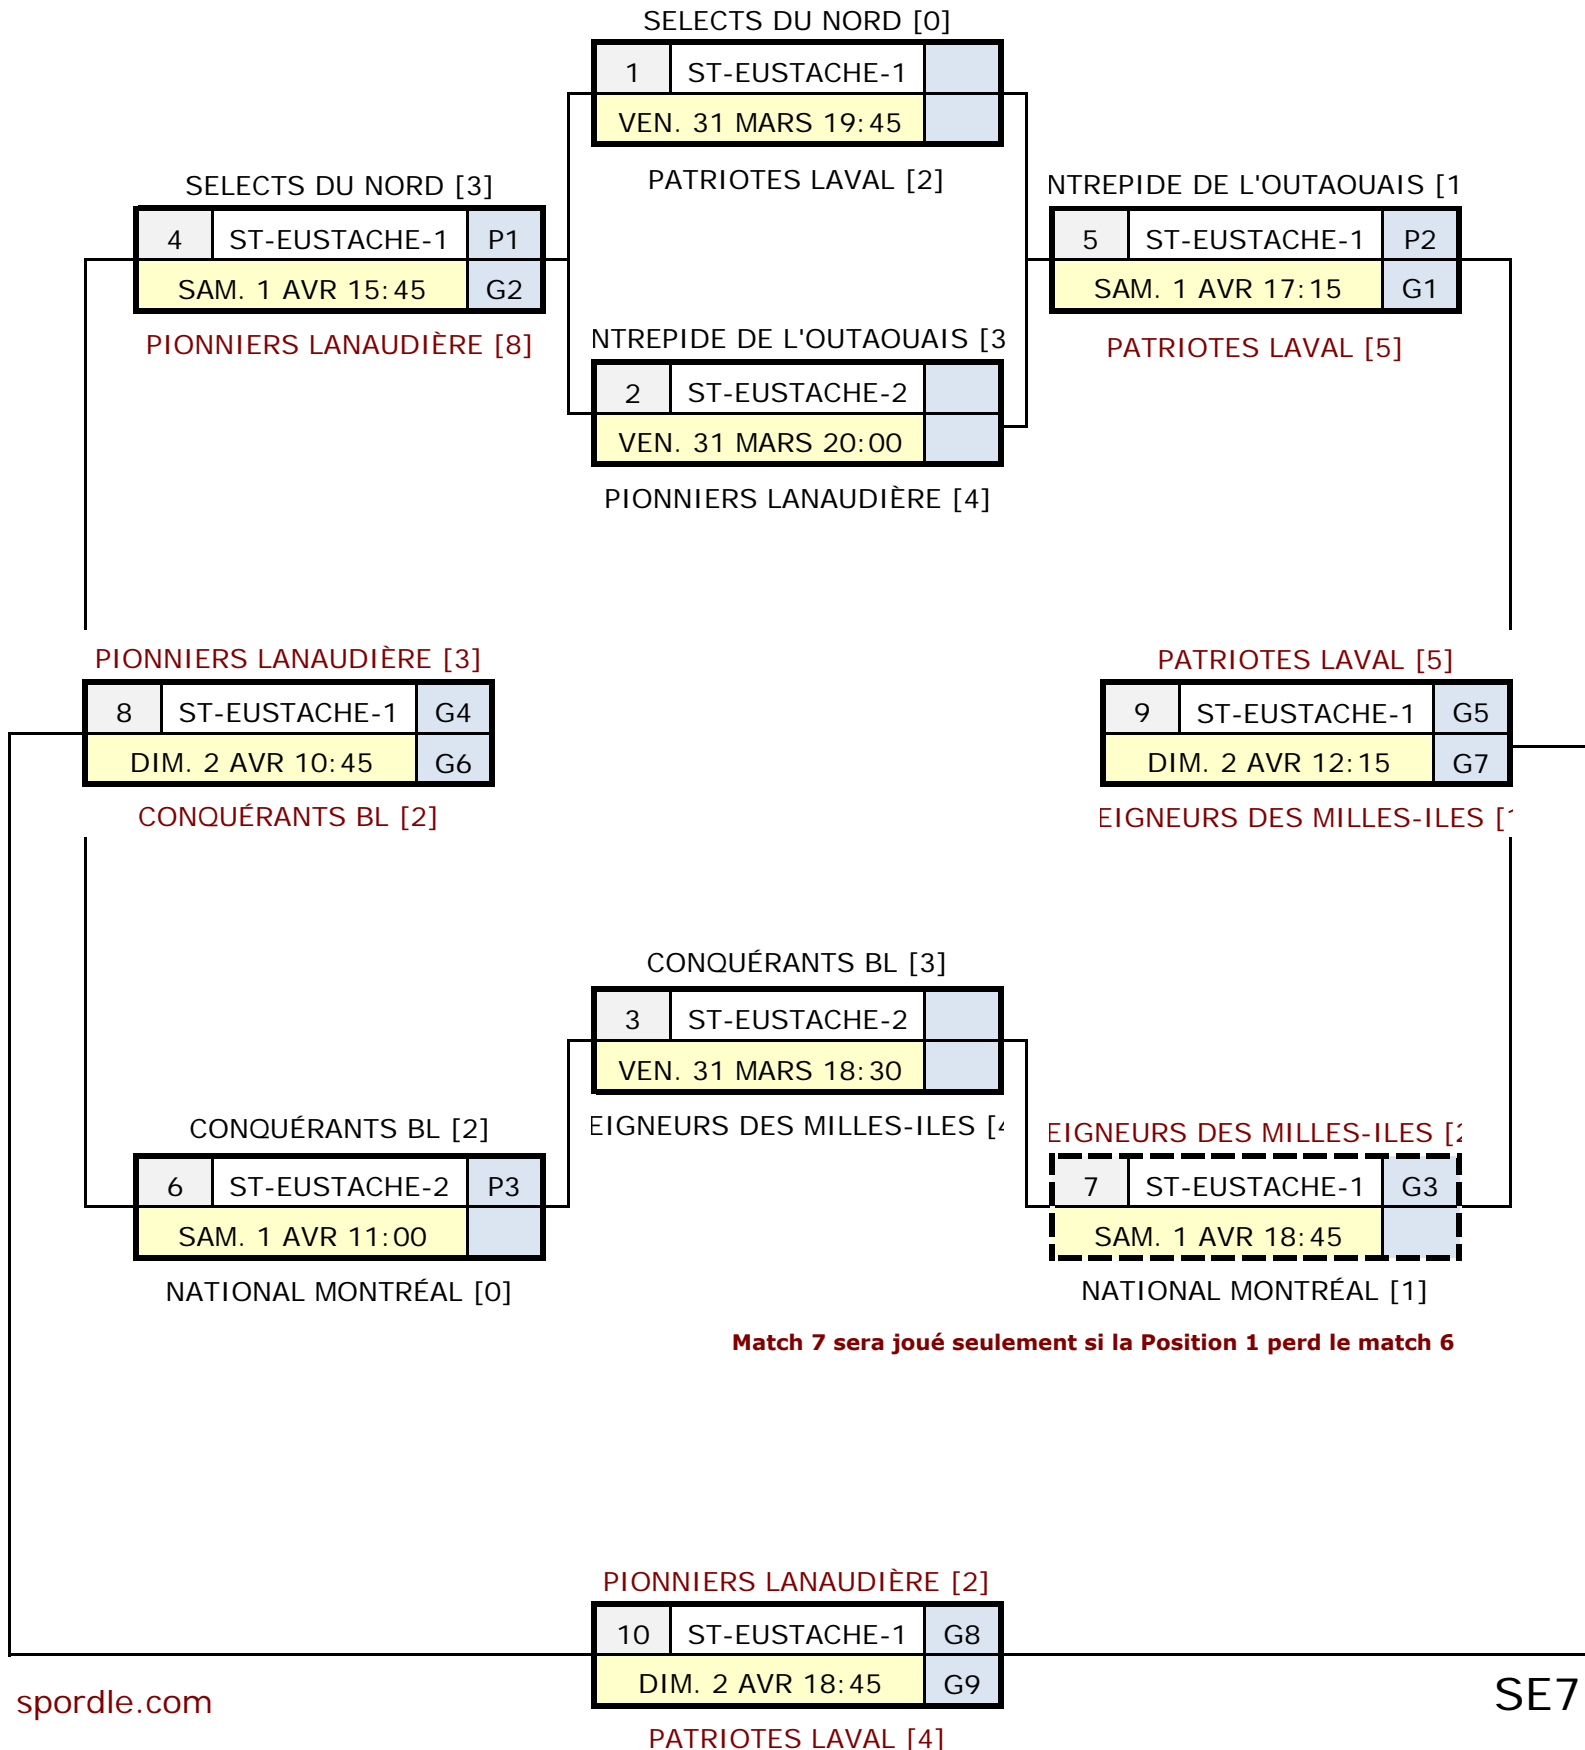 SELECTS DU NORD [0]
1 ST-EUSTACHE-1
VEN. 31 MARS 19:45
PATRIOTES LAVAL [2]
SELECTS DU NORD [3]
4 ST-EUSTACHE-1 P1
SAM. 1 AVR 15:45 G2
PIONNIERS LANAUDIÈRE [8]
NTREPIDE DE L'OUTAOUAIS [1
5 ST-EUSTACHE-1 P2
SAM. 1 AVR 17:15 G1
PATRIOTES LAVAL [5]
NTREPIDE DE L'OUTAOUAIS [3
2 ST-EUSTACHE-2
VEN. 31 MARS 20:00
PIONNIERS LANAUDIÈRE [4]
PIONNIERS LANAUDIÈRE [3]
8 ST-EUSTACHE-1 G4
DIM. 2 AVR 10:45 G6
CONQUÉRANTS BL [2]
PATRIOTES LAVAL [5]
9 ST-EUSTACHE-1 G5
DIM. 2 AVR 12:15 G7
EIGNEURS DES MILLES-ILES [1
CONQUÉRANTS BL [3]
3 ST-EUSTACHE-2
VEN. 31 MARS 18:30
EIGNEURS DES MILLES-ILES [4
CONQUÉRANTS BL [2]
6 ST-EUSTACHE-2 P3
SAM. 1 AVR 11:00
NATIONAL MONTRÉAL [0]
EIGNEURS DES MILLES-ILES [2
7 ST-EUSTACHE-1 G3
SAM. 1 AVR 18:45
NATIONAL MONTRÉAL [1]
Match 7 sera joué seulement si la Position 1 perd le match 6
PIONNIERS LANAUDIÈRE [2]
10 ST-EUSTACHE-1 G8
DIM. 2 AVR 18:45 G9
PATRIOTES LAVAL [4]
spordle.com
SE7